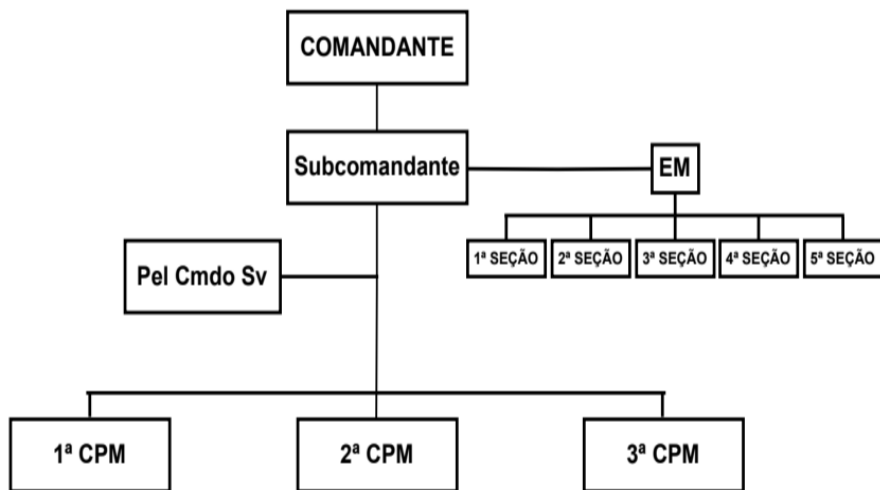 COMANDANTE
Subcomandante
EM
1ª SEÇÃO
2ª SEÇÃO
3ª SEÇÃO
4ª SEÇÃO
5ª SEÇÃO
Pel Cmdo Sv
1ª CPM
2ª CPM
3ª CPM